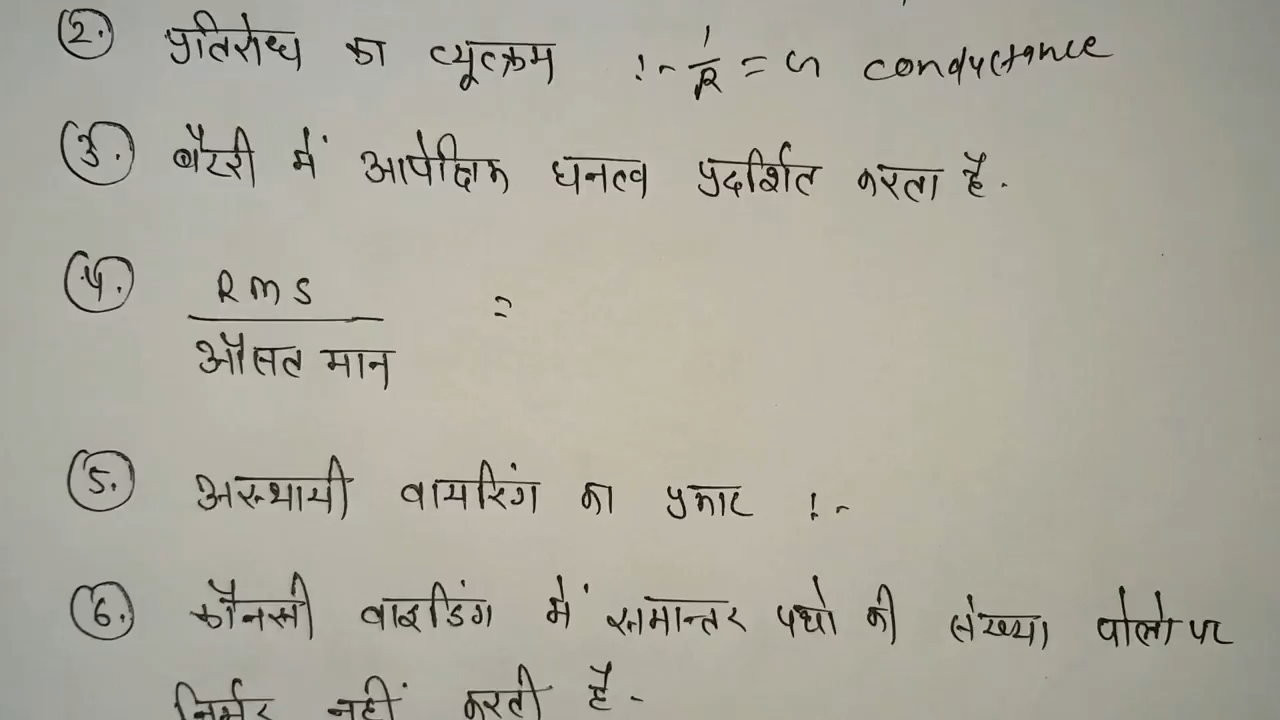 2. प्रतिरोध का व्यूत्क्रम :- 1/R = G conductance
3. बैटरी में आपेक्षिक घनत्व प्रदर्शित करता है.
4. RMS / औसत मान =
5. अस्थायी वायरिंग का प्रकार :-
6. कौनसी वाइडिंग में समान्तर पथो की संख्या पोलो पर
निर्भर नहीं करती है -